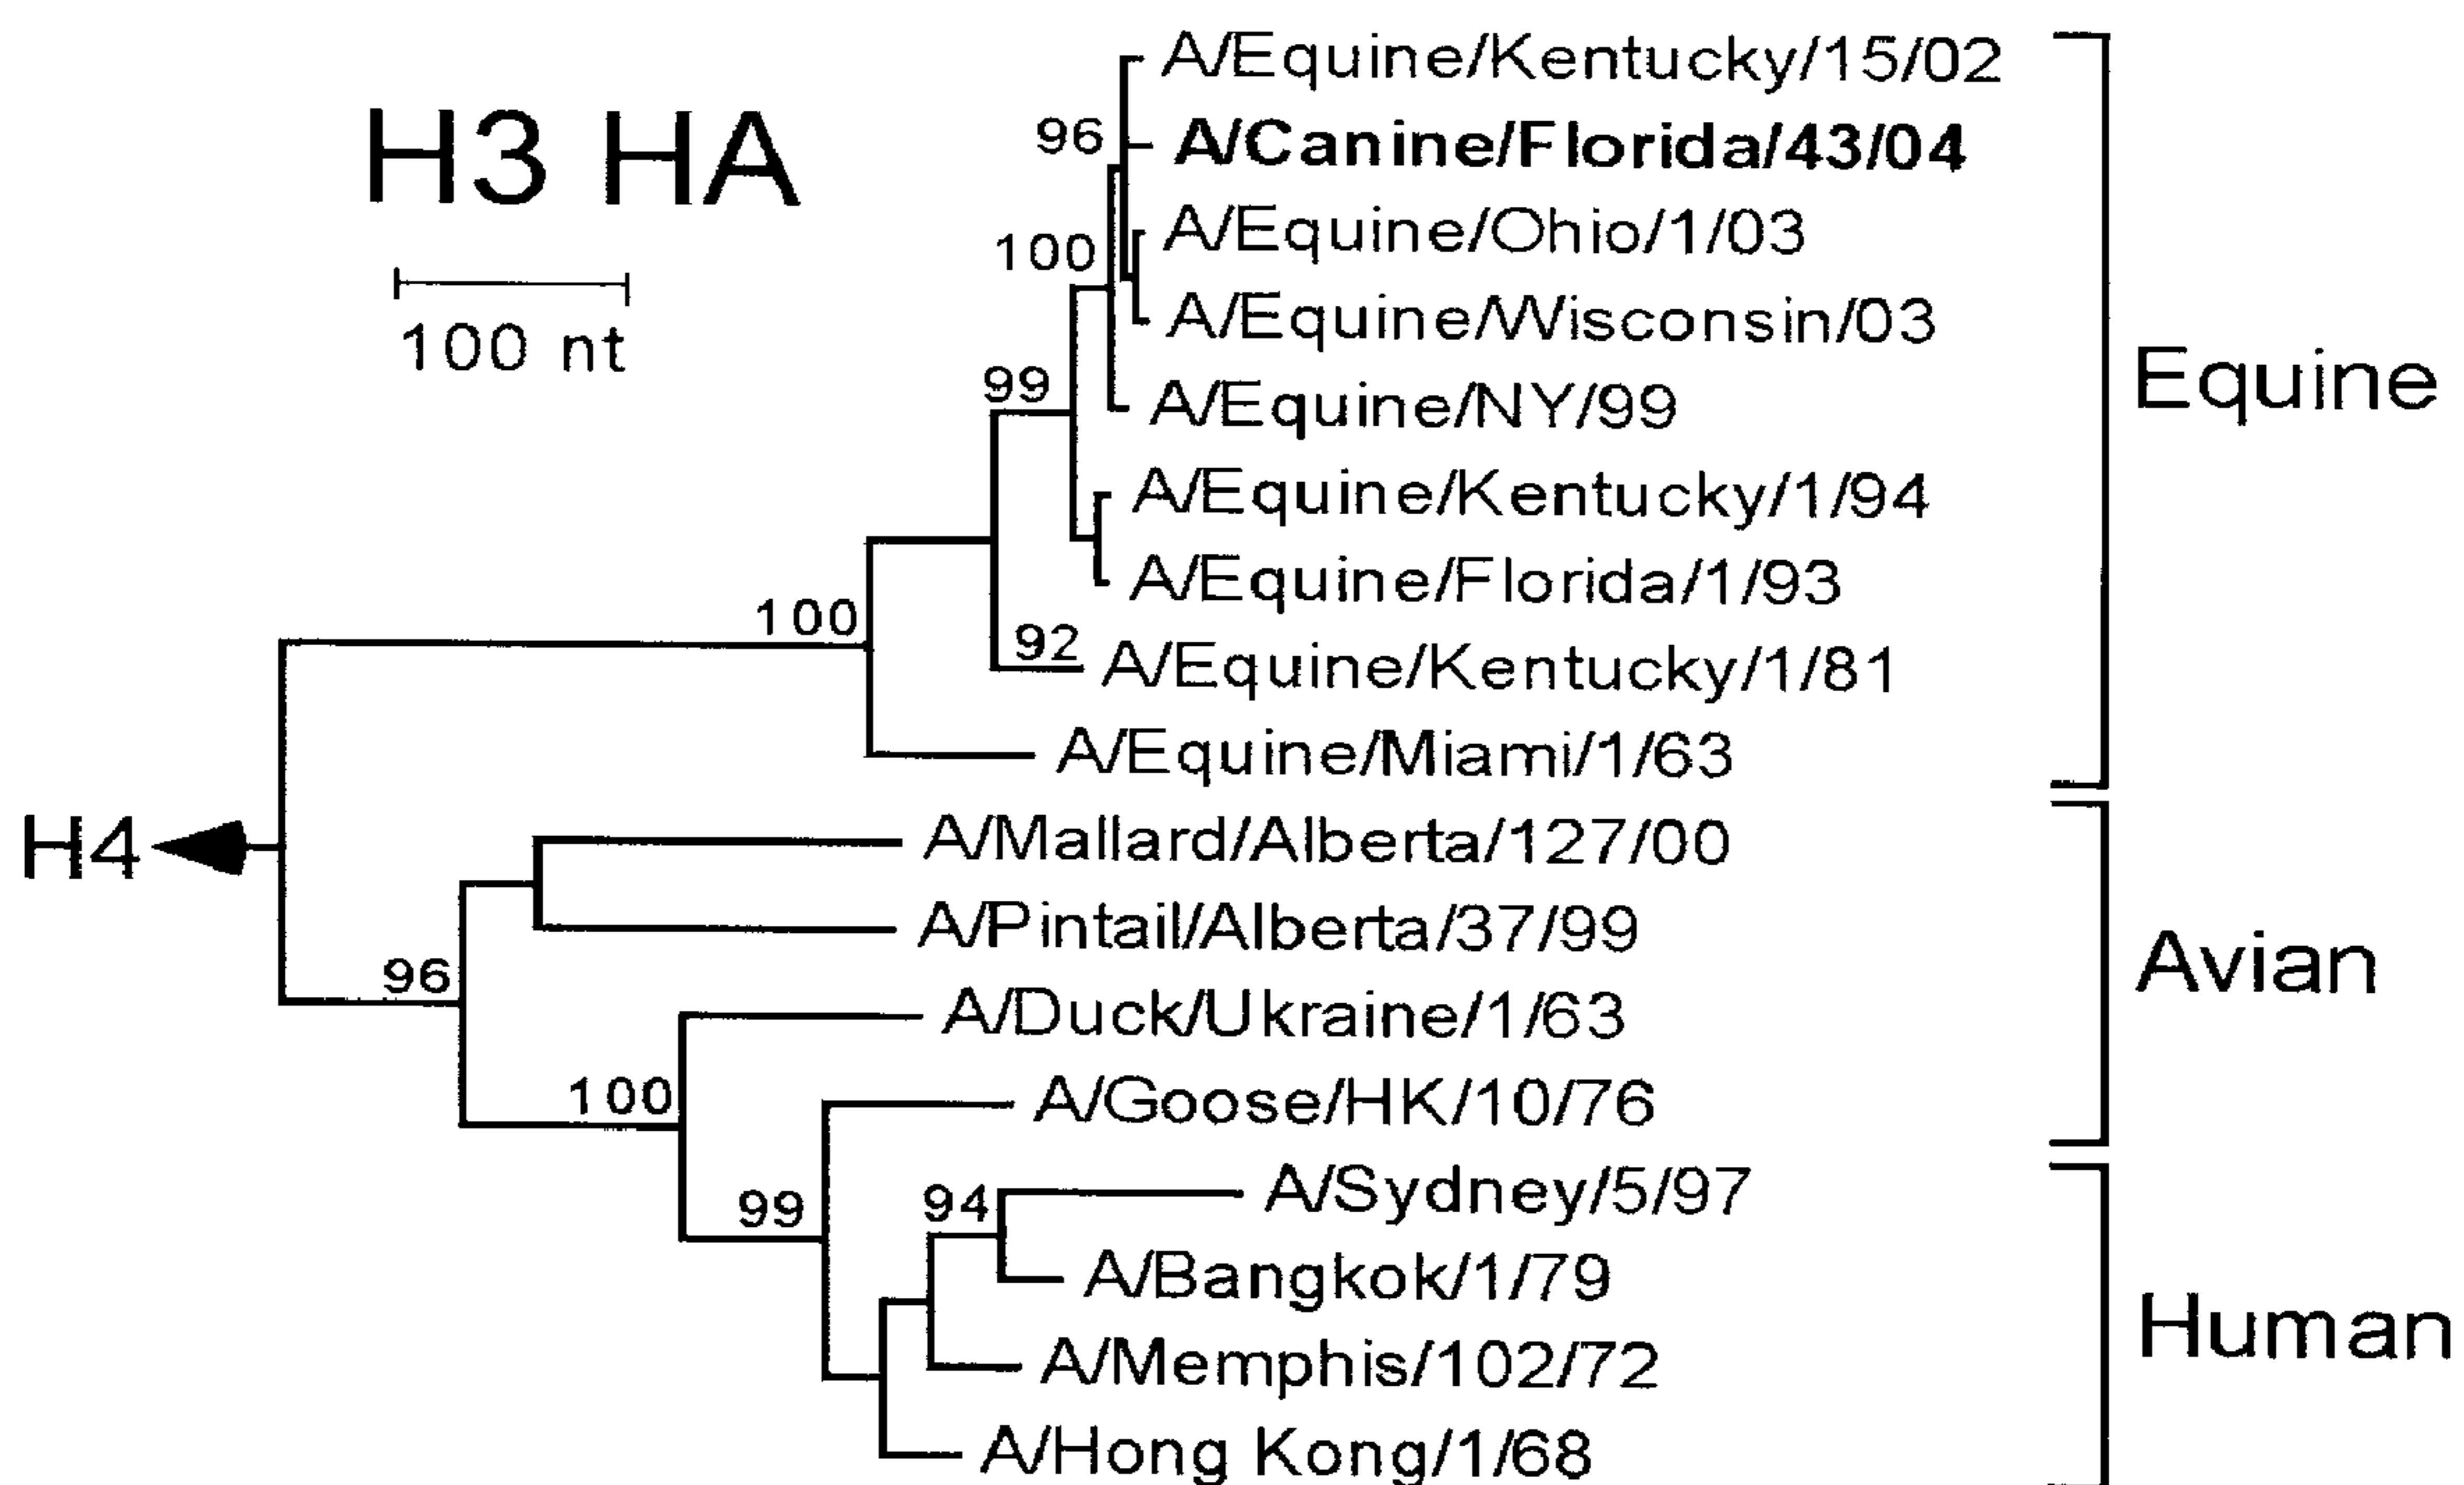 H3 HA
100 nt
A/Equine/Kentucky/15/02
96
A/Canine/Florida/43/04
A/Equine/Ohio/1/03
100
A/Equine/Wisconsin/03
99
A/Equine/NY/99
Equine
A/Equine/Kentucky/1/94
A/Equine/Florida/1/93
100
92
A/Equine/Kentucky/1/81
A/Equine/Miami/1/63
H4
A/Mallard/Alberta/127/00
A/Pintail/Alberta/37/99
96
Avian
A/Duck/Ukraine/1/63
100
A/Goose/HK/10/76
99
94
A/Sydney/5/97
A/Bangkok/1/79
Human
A/Memphis/102/72
A/Hong Kong/1/68